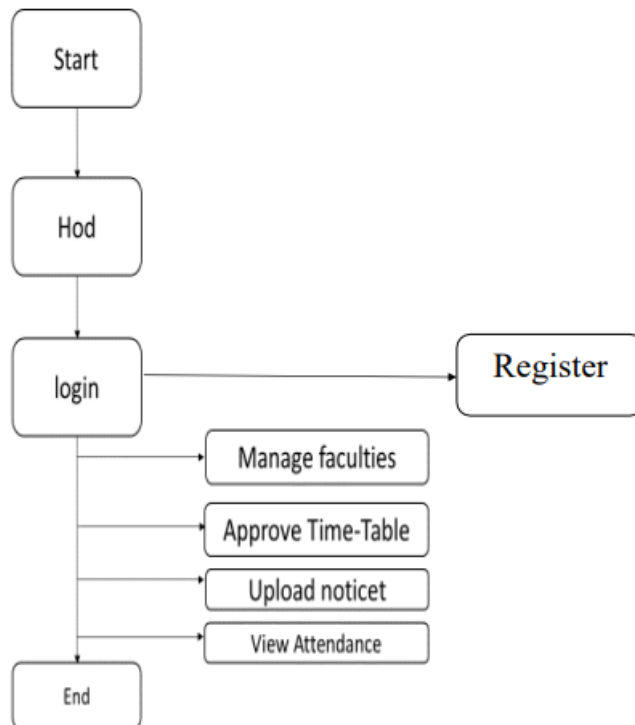 Start
Hod
login
Register
Manage faculties
Approve Time-Table
Upload noticet
View Attendance
End